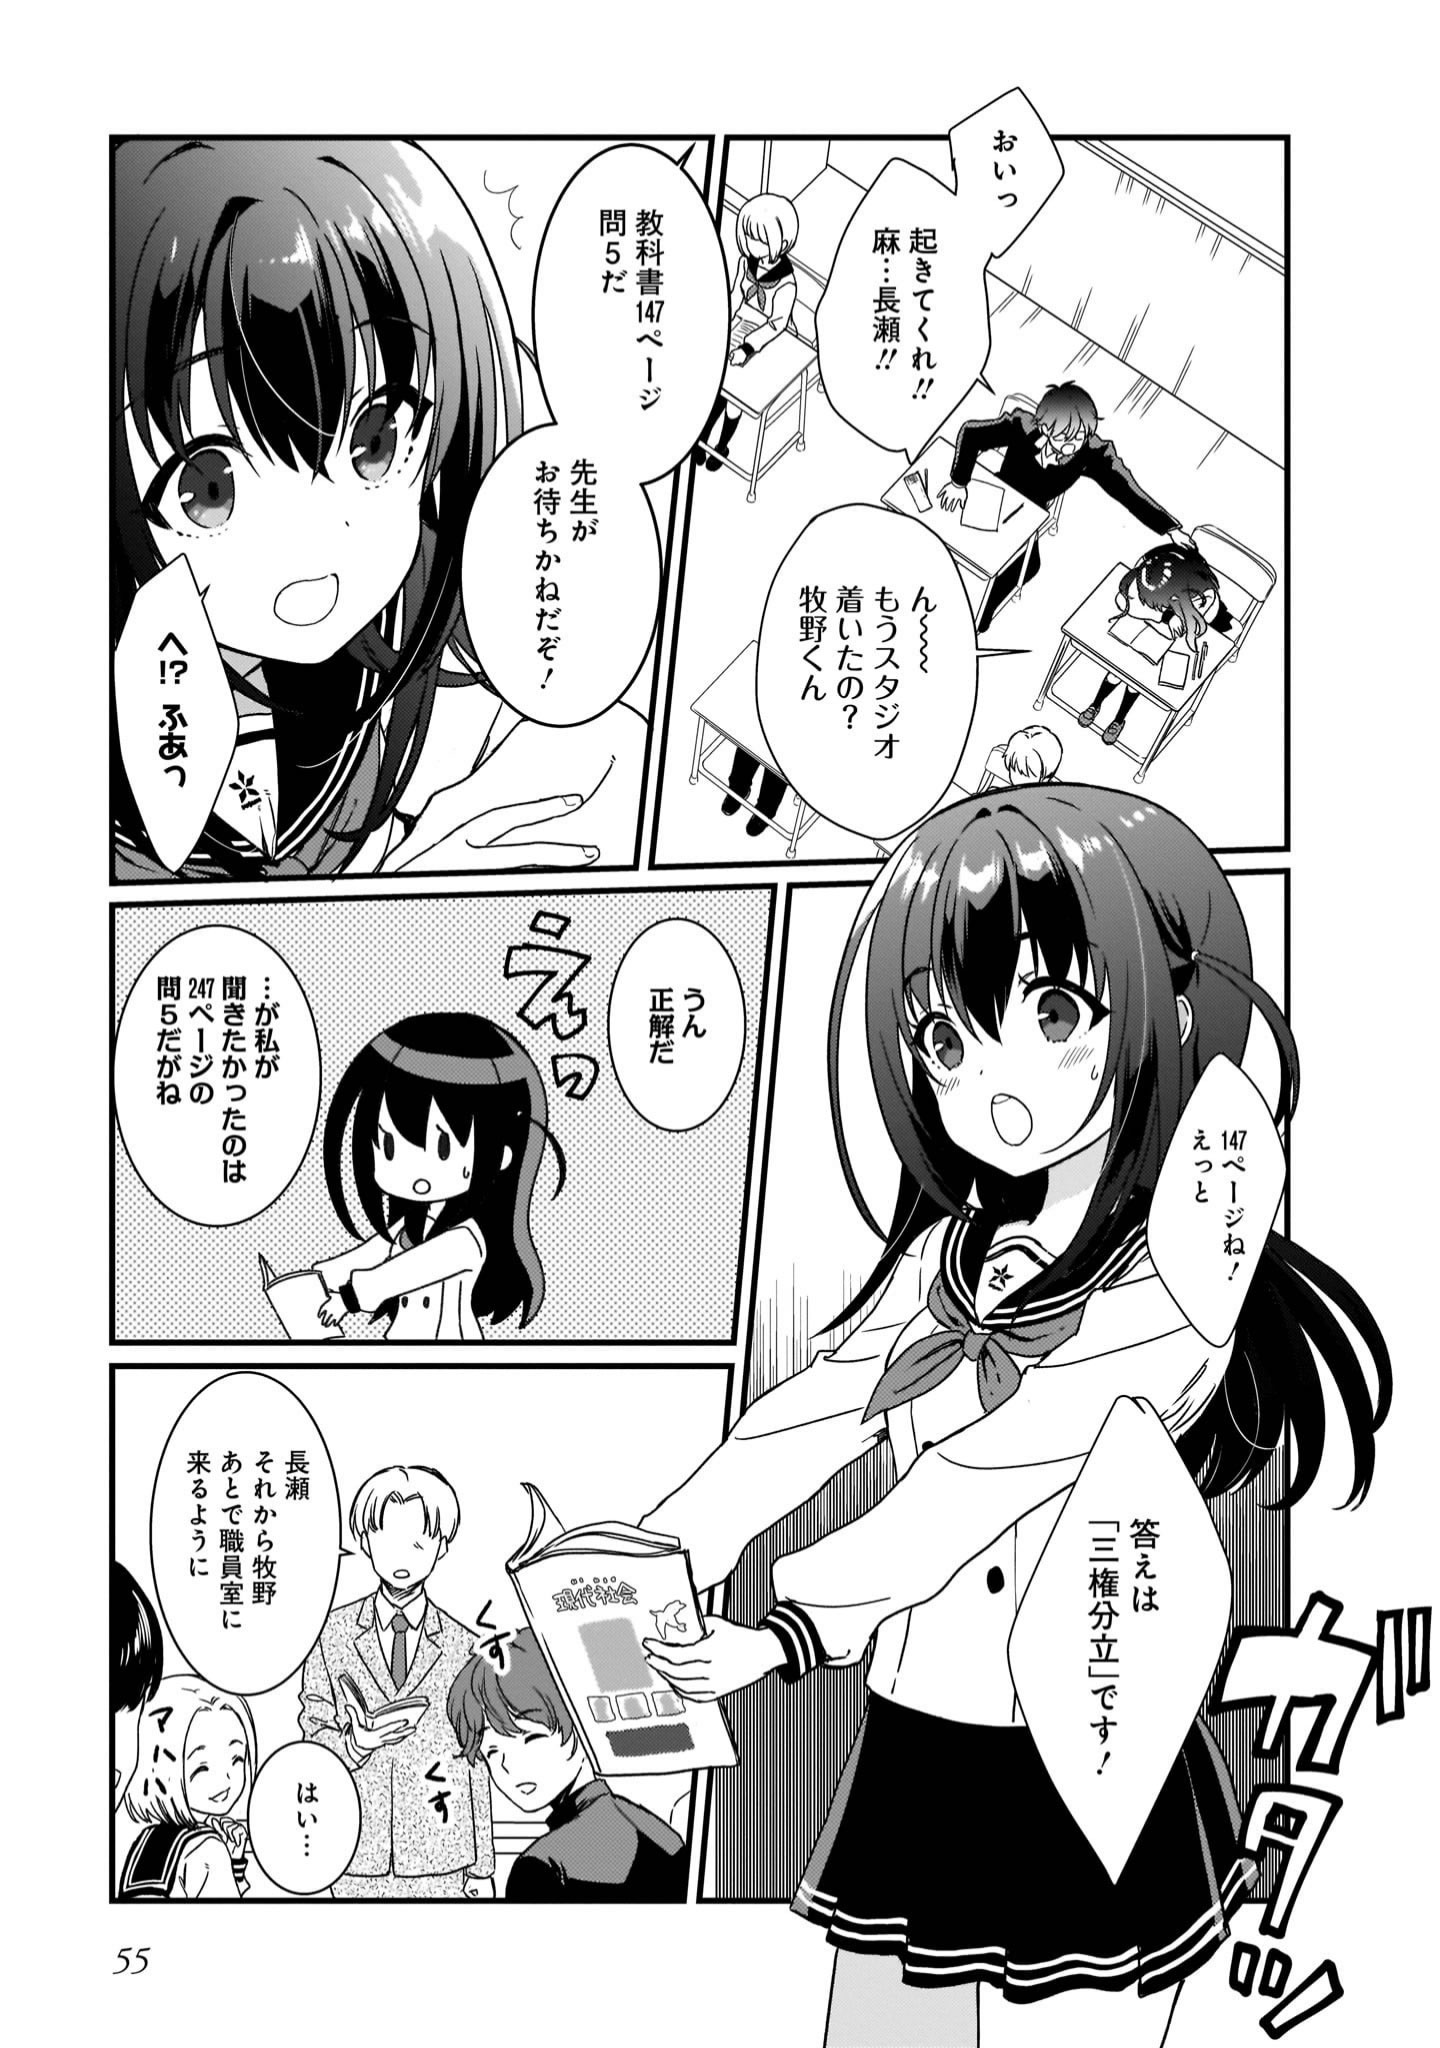 おいっ
起きてくれ!!
麻…長瀬!!
ん〜〜〜
もうスタジオ
着いたの？
牧野くん
教科書147ページ
問5だ
先生が
お待ちかねだぞ！
へ!?
ふあっ
147ページね！
えっと
答えは
「三権分立」です！
ガタッ
現代社会
うん
正解だ
えっ
…が私が
聞きたかったのは
247ページの
問5だがね
長瀬
それから牧野
あとで職員室に
来るように
くす
くす
アハハ
はい…
55